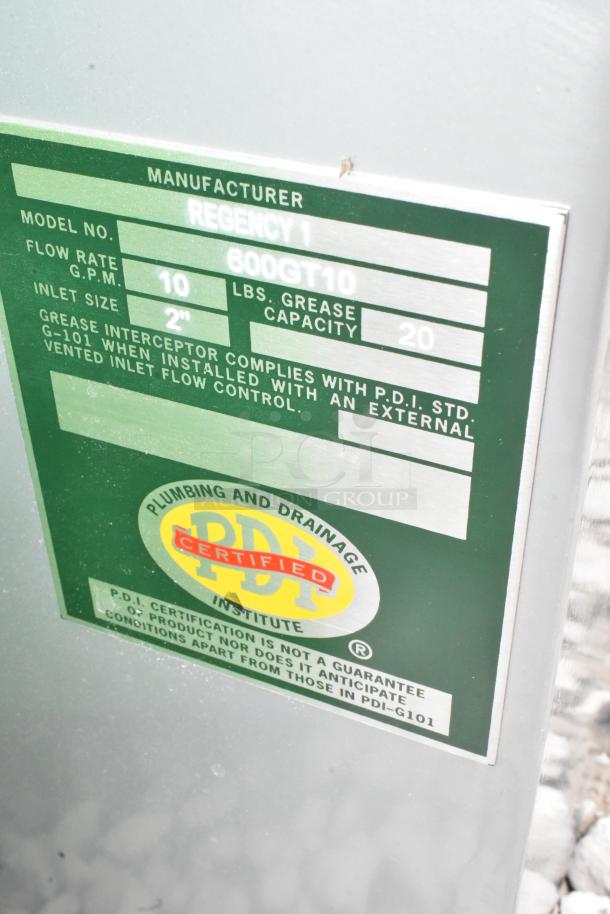 MANUFACTURER
REGENCY 1
MODEL NO. 600GT10
FLOW RATE G.P.M. 10
LBS. GREASE CAPACITY 20
INLET SIZE 2"
GREASE INTERCEPTOR COMPLIES WITH P.D.I. STD.
G-101 WHEN INSTALLED WITH AN EXTERNAL
VENTED INLET FLOW CONTROL.
PCI
AUCTION GROUP
PLUMBING AND DRAINAGE
PDI
CERTIFIED
INSTITUTE
®
P.D.I. CERTIFICATION IS NOT A GUARANTEE
OF PRODUCT NOR DOES IT ANTICIPATE
CONDITIONS APART FROM THOSE IN PDI-G101